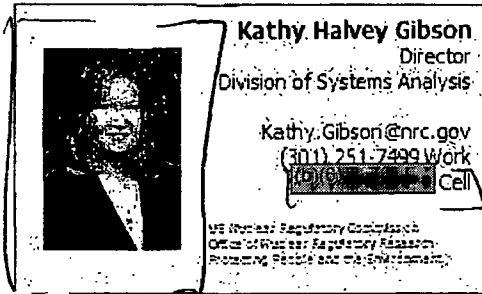 Kathy Halvey Gibson
Director
Division of Systems Analysis
Kathy.Gibson@nrc.gov
(301) 251-7499 Work
(b)(6) Cell
US Nuclear Regulatory Commission
Office of Nuclear Regulatory Research
Protecting People and the Environment